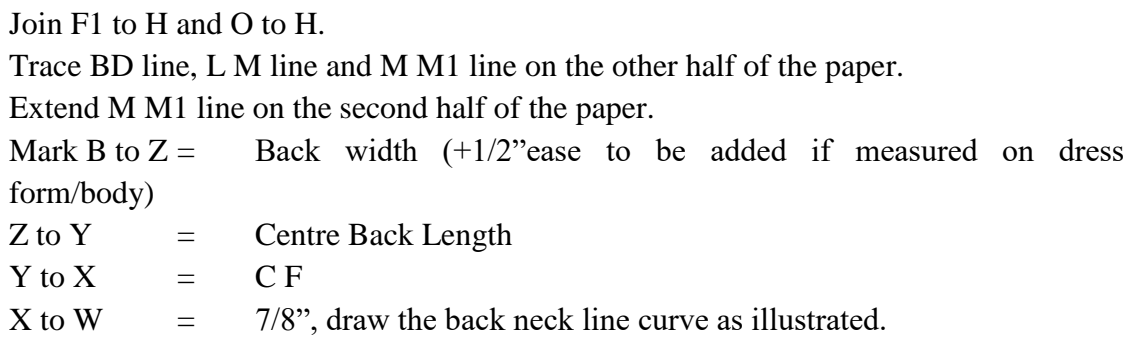 Join F1 to H and O to H.
Trace BD line, L M line and M M1 line on the other half of the paper.
Extend M M1 line on the second half of the paper.
Mark B to Z = Back width (+1/2”ease to be added if measured on dress
form/body)
Z to Y = Centre Back Length
Y to X = C F
X to W = 7/8”, draw the back neck line curve as illustrated.